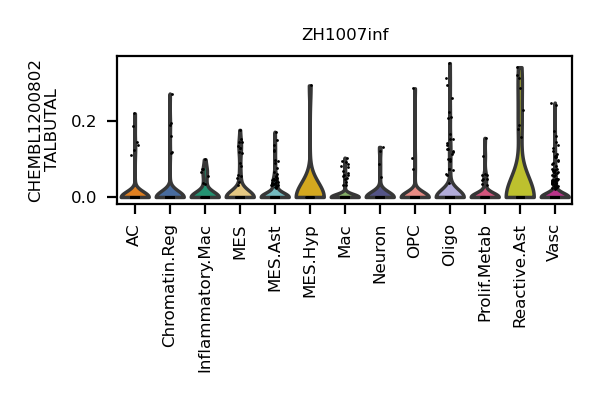 ZH1007inf
CHEMBL1200802
TALBUTAL
0.2
0.0
AC
Chromatin.Reg
Inflammatory.Mac
MES
MES.Ast
MES.Hyp
Mac
Neuron
OPC
Oligo
Prolif.Metab
Reactive.Ast
Vasc